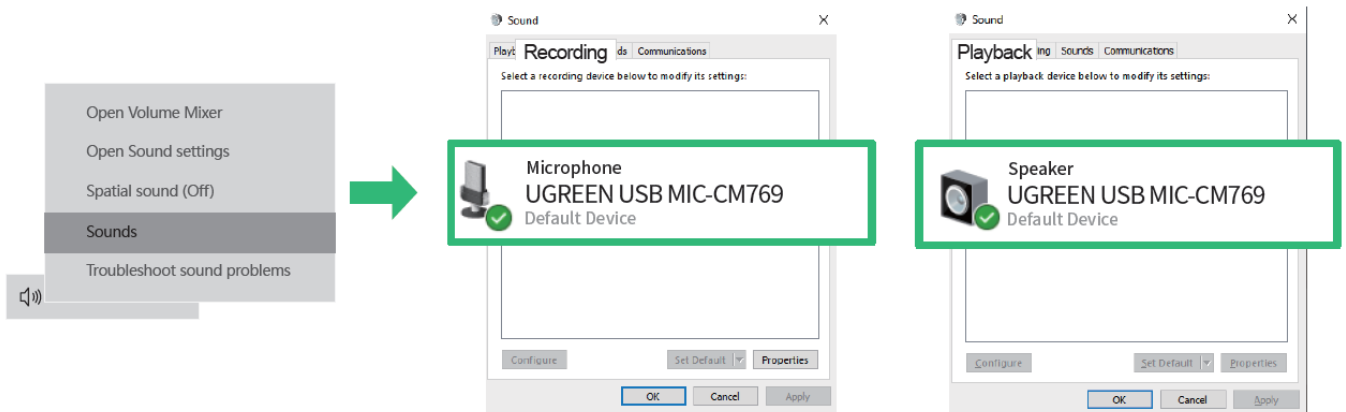 Open Volume Mixer
Open Sound settings
Spatial sound (Off)
Sounds
Troubleshoot sound problems
Sound
Recording ds Communications
Select a recording device below to modify its settings:
Microphone
UGREEN USB MIC-CM769
Default Device
Configure Set Default Properties
OK Cancel Apply
Sound
Playback ing Sounds Communications
Select a playback device below to modify its settings:
Speaker
UGREEN USB MIC-CM769
Default Device
Configure Set Default Properties
OK Cancel Apply